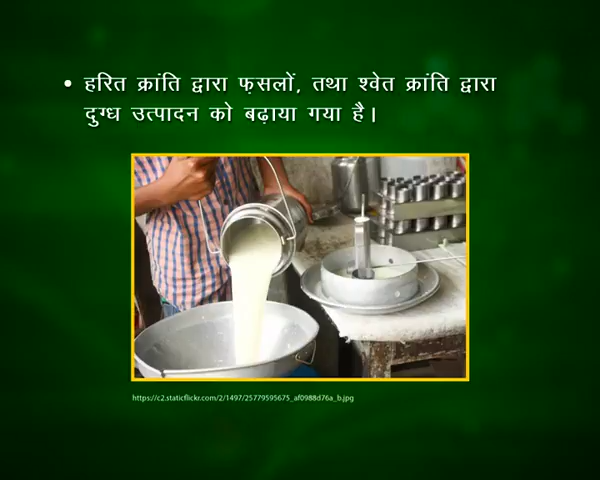 • हरित क्रांति द्वारा फ़सलों, तथा श्वेत क्रांति द्वारा
दुग्ध उत्पादन को बढ़ाया गया है।
https://c2.staticflickr.com/2/1497/25779595675_af0988d76a_b.jpg